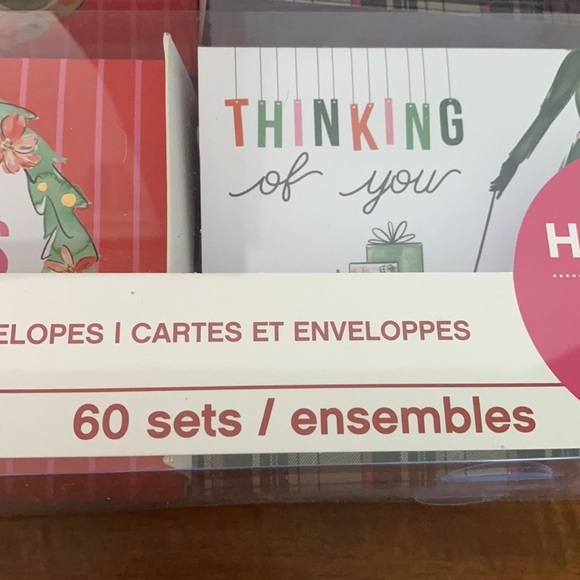 THINKING
of you
ELOPES | CARTES ET ENVELOPPES
60 sets / ensembles